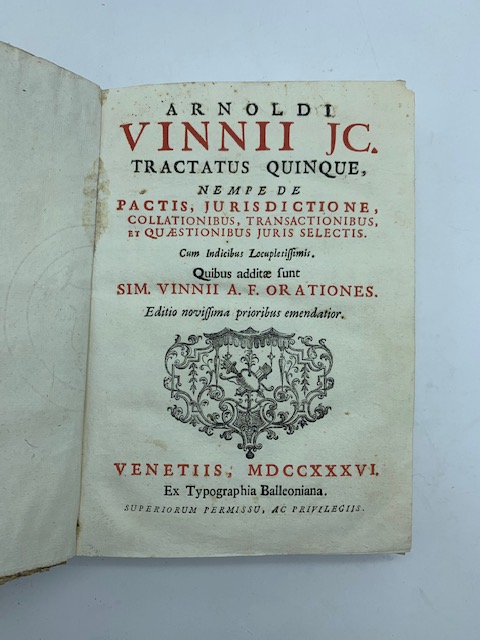 ARNOLDI
VINNII JC.
TRACTATUS QUINQUE,
NEMPE DE
PACTIS, JURISDICTIONE,
COLLATIONIBUS, TRANSACTIONIBUS,
ET QUÆSTIONIBUS JURIS SELECTIS.
Cum Indicibus Locupletissimis.
Quibus additæ sunt
SIM. VINNII A. F. ORATIONES.
Editio novissima prioribus emendatior.
VENETIIS, MDCCXXXVI.
Ex Typographia Balleoniana.
SUPERIORUM PERMISSU, AC PRIVILEGIIS.